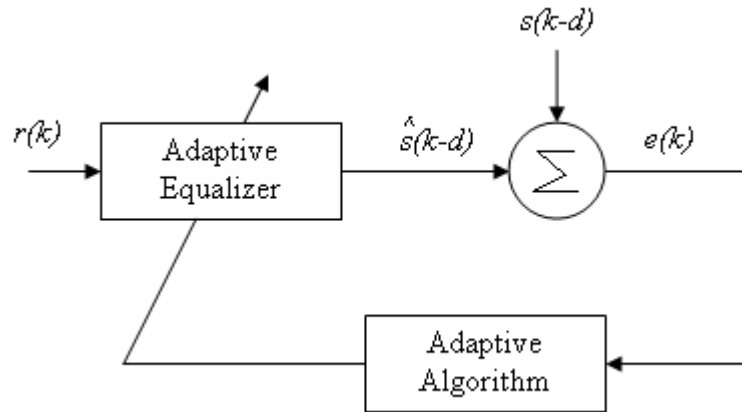 s(k-d)
r(k)
Adaptive
Equalizer
ŝ(k-d)
Σ
e(k)
Adaptive
Algorithm